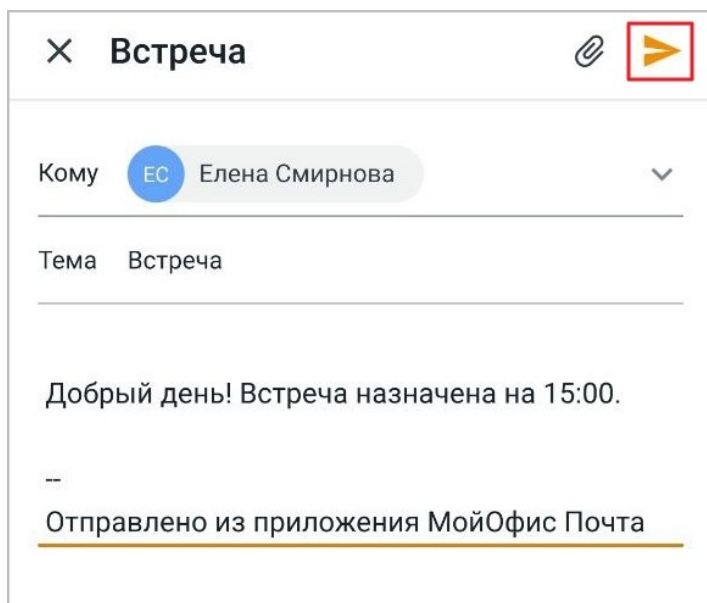 Встреча
Кому ЕС Елена Смирнова
Тема Встреча
Добрый день! Встреча назначена на 15:00.
--
Отправлено из приложения МойОфис Почта